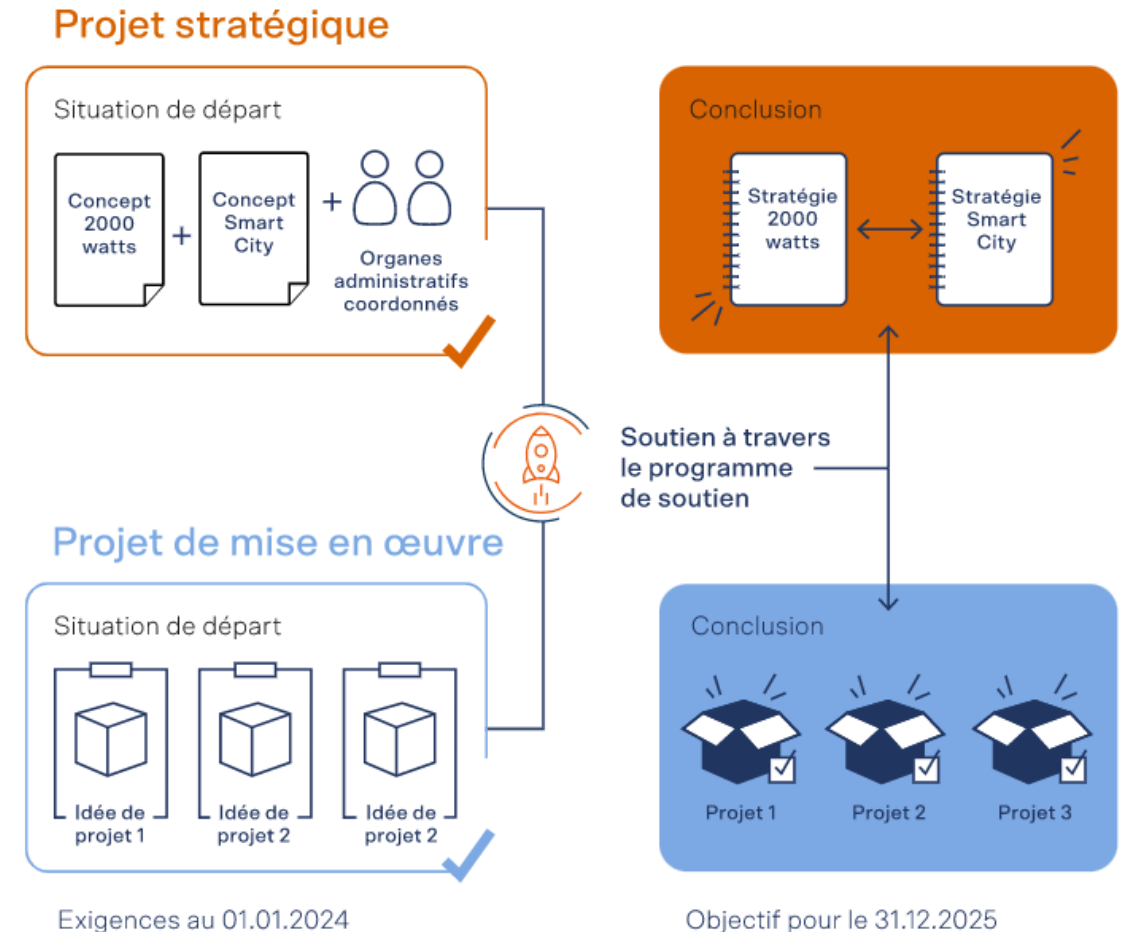 Projet stratégique
Situation de départ
Concept
2000
watts
+
Concept
Smart
City
+
Organes
administratifs
coordonnés
Conclusion
Stratégie
2000
watts
Stratégie
Smart
City
Soutien à travers
le programme
de soutien
Projet de mise en œuvre
Situation de départ
Idée de
projet 1
Idée de
projet 2
Idée de
projet 2
Conclusion
Projet 1
Projet 2
Projet 3
Exigences au 01.01.2024
Objectif pour le 31.12.2025